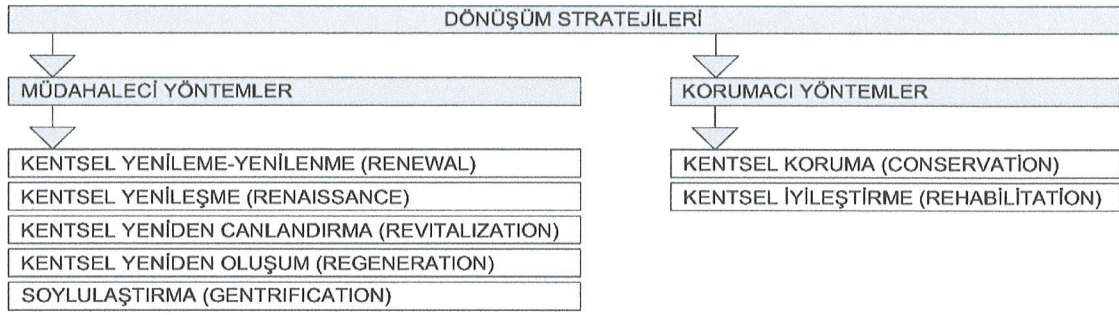 DÖNÜŞÜM STRATEJİLERİ
MÜDAHALECİ YÖNTEMLER
KENTSEL YENİLEME-YENİLENME (RENEWAL)
KENTSEL YENİLEŞME (RENAISSANCE)
KENTSEL YENİDEN CANLANDIRMA (REVITALIZATION)
KENTSEL YENİDEN OLUŞUM (REGENERATION)
SOYLULAŞTIRMA (GENTRIFICATION)
KORUMACI YÖNTEMLER
KENTSEL KORUMA (CONSERVATİON)
KENTSEL İYİLEŞTİRME (REHABİLİTATİON)